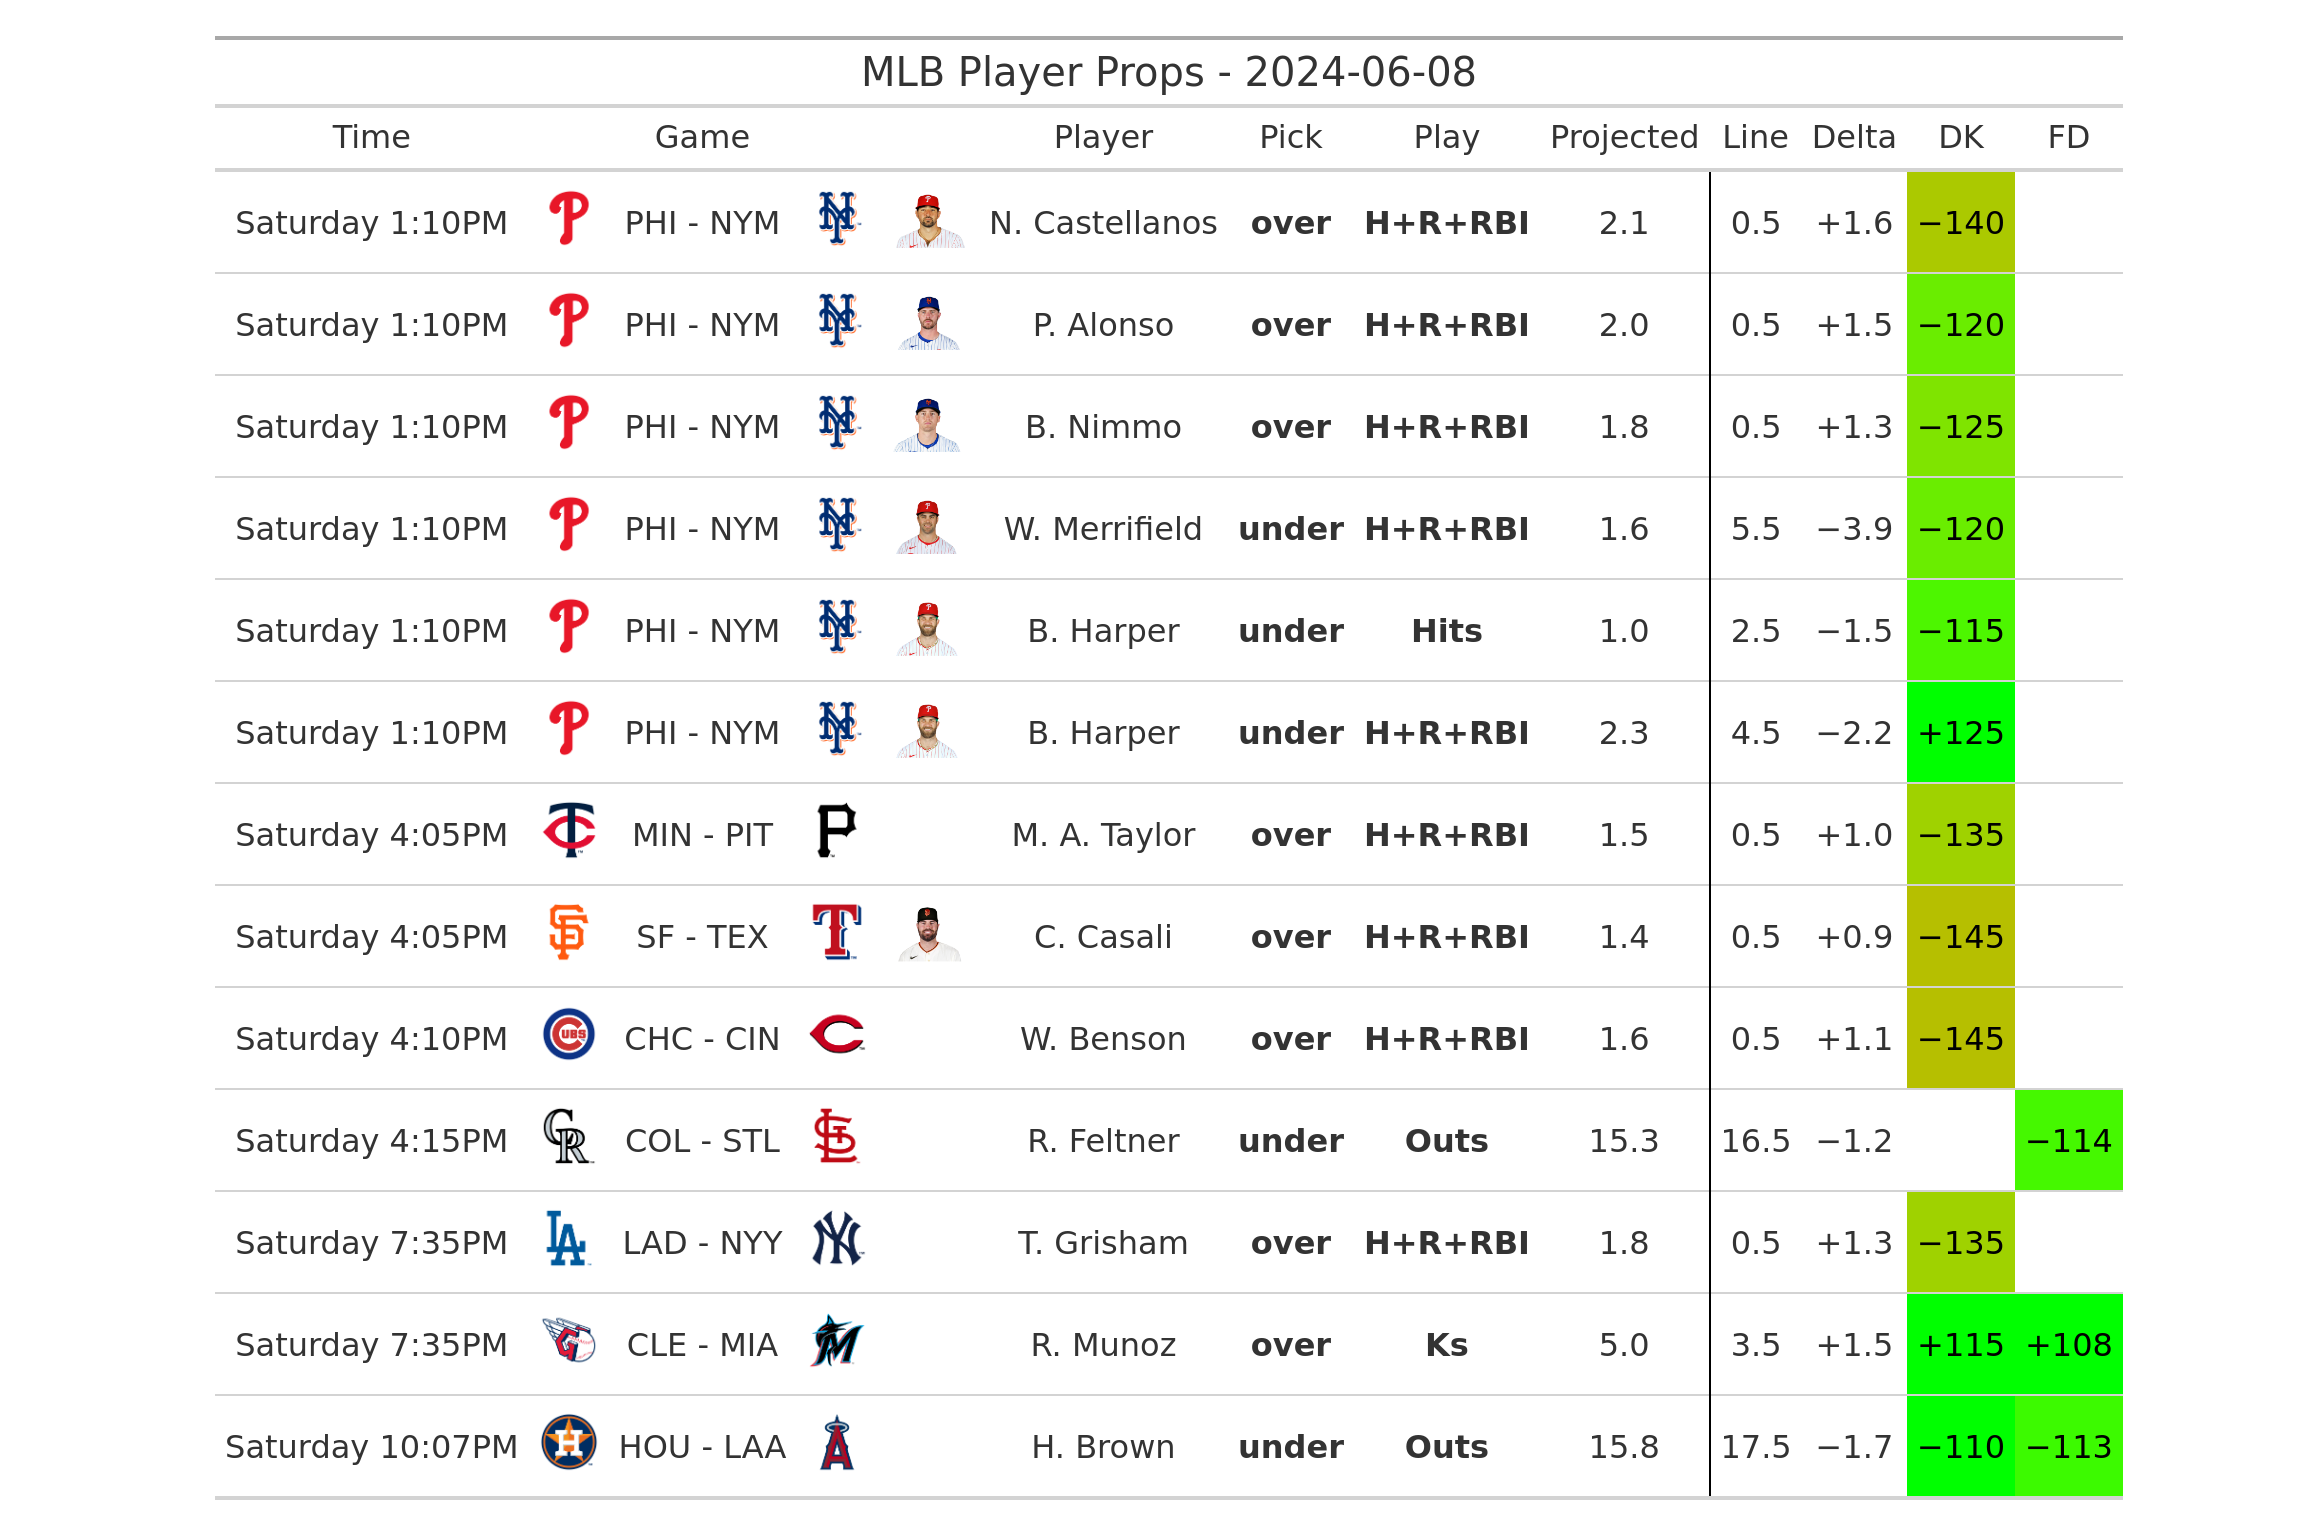 MLB Player Props - 2024-06-08
Time Game Player Pick Play Projected Line Delta DK FD
Saturday 1:10PM PHI - NYM N. Castellanos over H+R+RBI 2.1 0.5 +1.6 −140
Saturday 1:10PM PHI - NYM P. Alonso over H+R+RBI 2.0 0.5 +1.5 −120
Saturday 1:10PM PHI - NYM B. Nimmo over H+R+RBI 1.8 0.5 +1.3 −125
Saturday 1:10PM PHI - NYM W. Merrifield under H+R+RBI 1.6 5.5 −3.9 −120
Saturday 1:10PM PHI - NYM B. Harper under Hits 1.0 2.5 −1.5 −115
Saturday 1:10PM PHI - NYM B. Harper under H+R+RBI 2.3 4.5 −2.2 +125
Saturday 4:05PM MIN - PIT M. A. Taylor over H+R+RBI 1.5 0.5 +1.0 −135
Saturday 4:05PM SF - TEX C. Casali over H+R+RBI 1.4 0.5 +0.9 −145
Saturday 4:10PM CHC - CIN W. Benson over H+R+RBI 1.6 0.5 +1.1 −145
Saturday 4:15PM COL - STL R. Feltner under Outs 15.3 16.5 −1.2 −114
Saturday 7:35PM LAD - NYY T. Grisham over H+R+RBI 1.8 0.5 +1.3 −135
Saturday 7:35PM CLE - MIA R. Munoz over Ks 5.0 3.5 +1.5 +115 +108
Saturday 10:07PM HOU - LAA H. Brown under Outs 15.8 17.5 −1.7 −110 −113